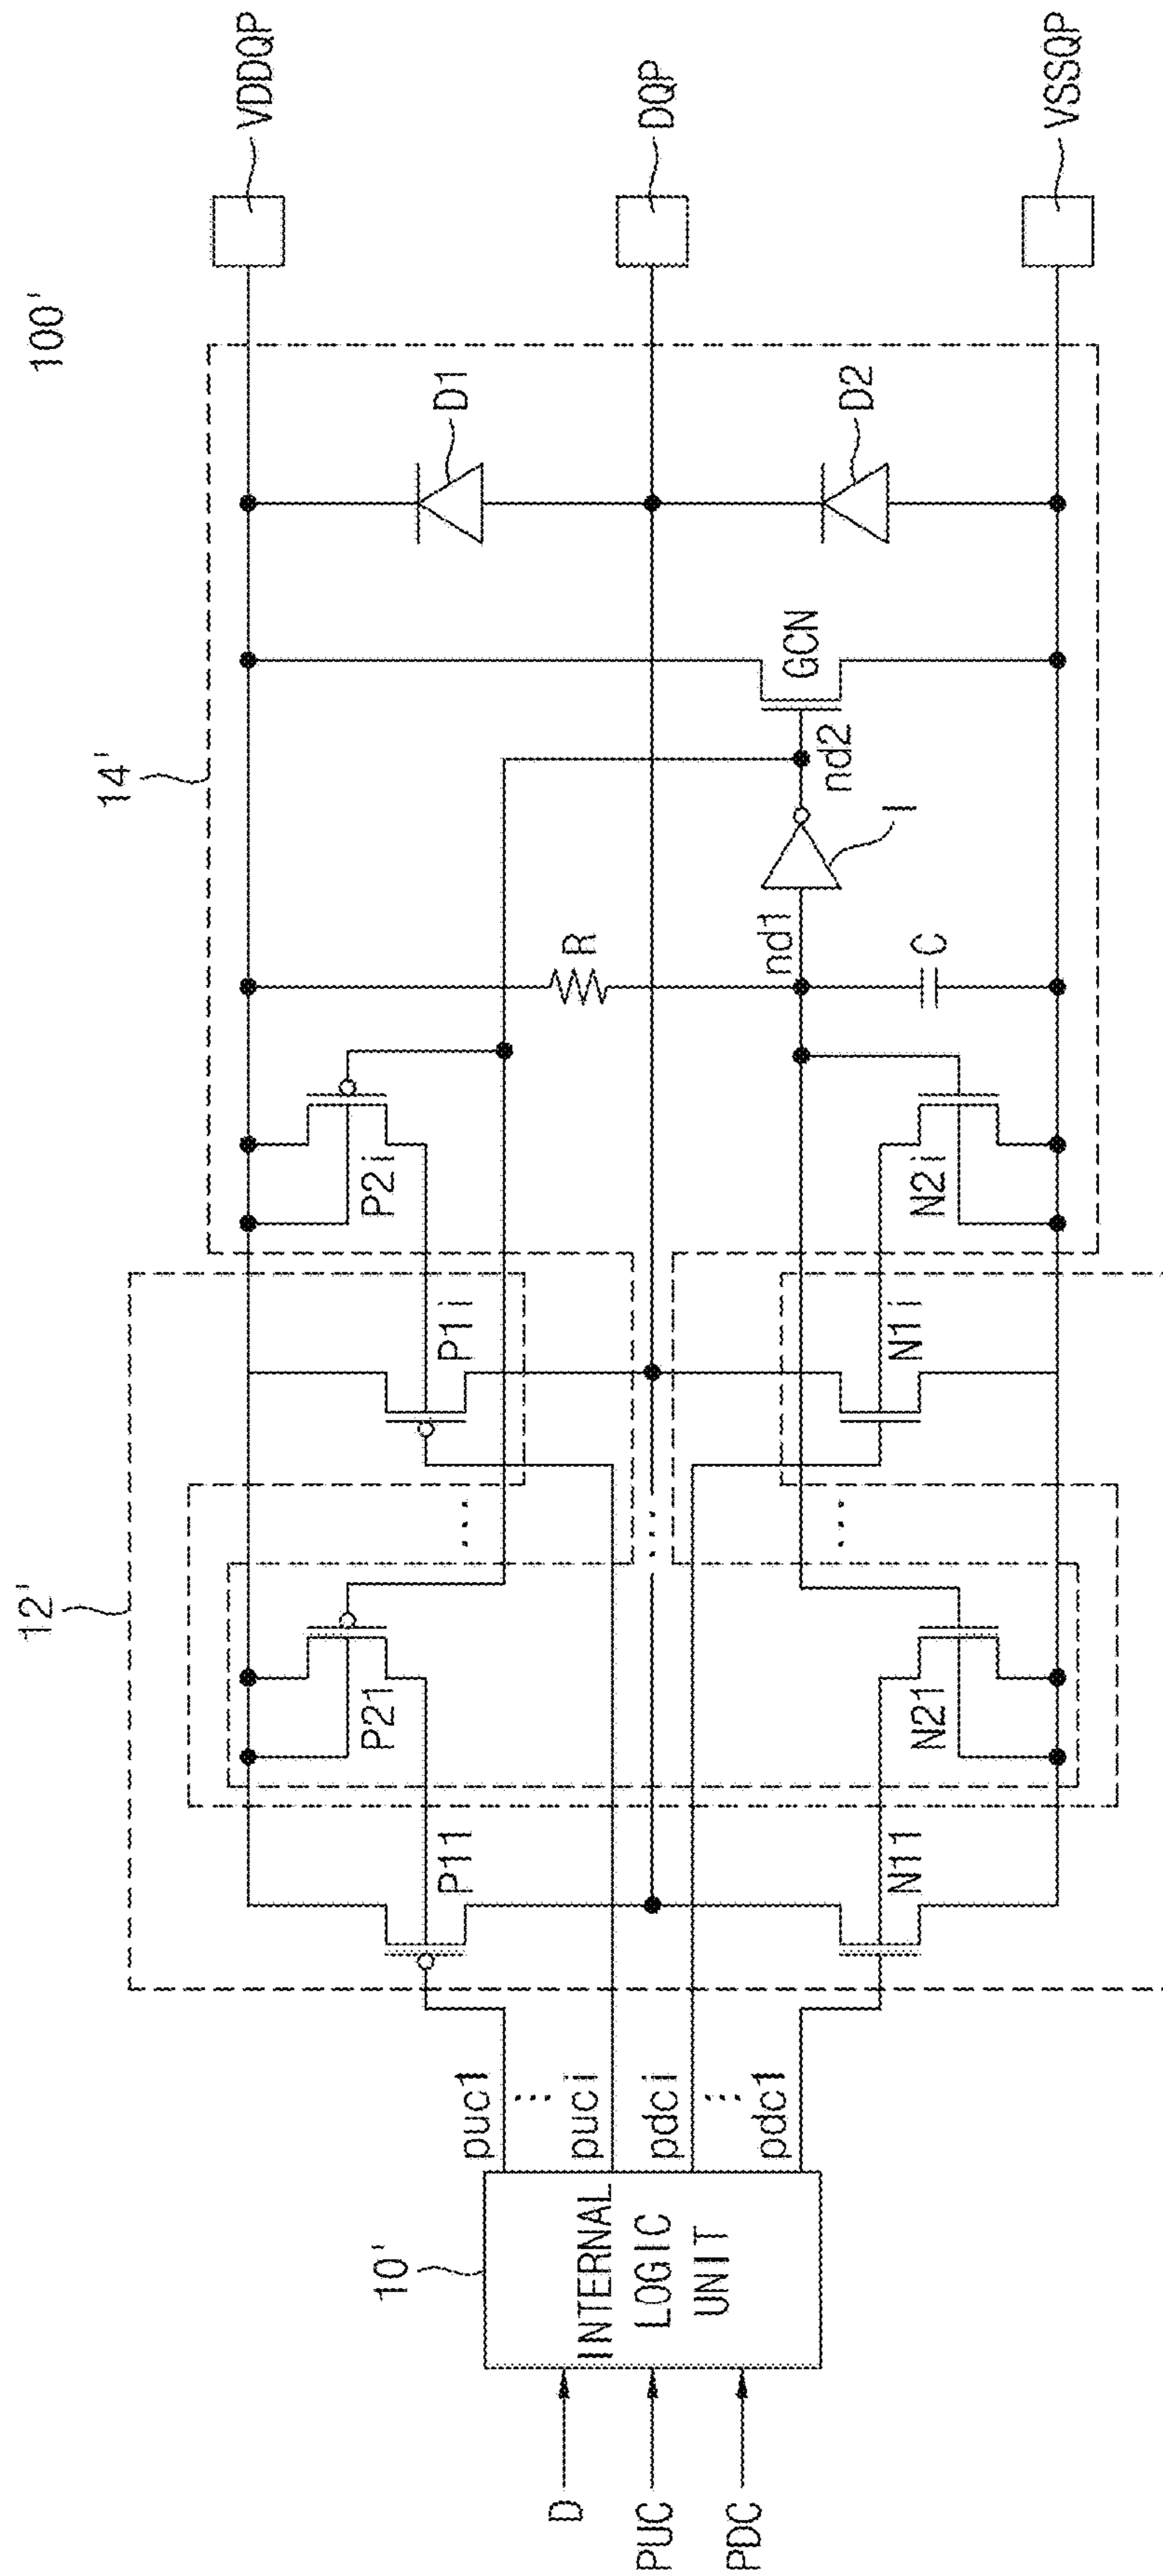 100'
12'
14'
10'
D
PUC
PDC
INTERNAL
LOGIC
UNIT
puc1
⋮
puci
pdci
⋮
pdc1
P11
P21
...
P1i
P2i
R
nd1
C
I
nd2
GCN
D1
D2
...
N11
N21
...
N1i
N2i
VDDQP
DQP
VSSQP